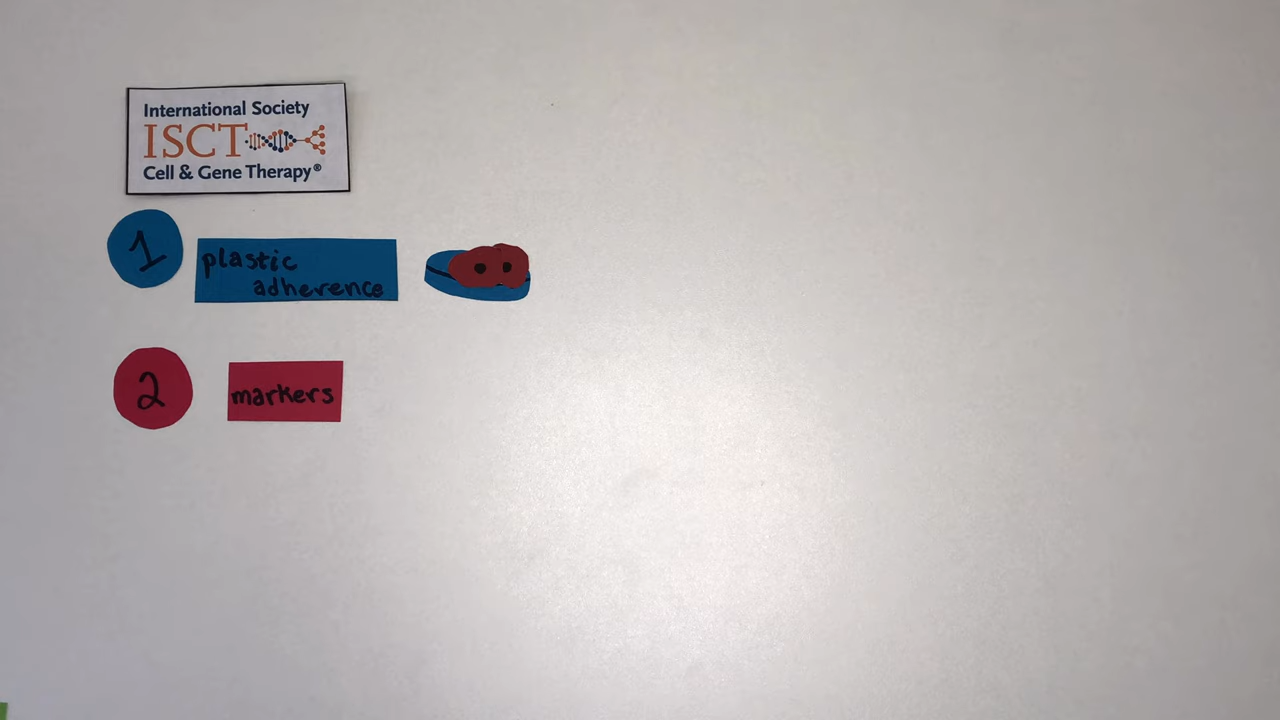 International Society
ISCT
Cell & Gene Therapy®
1
plastic
adherence
2
markers